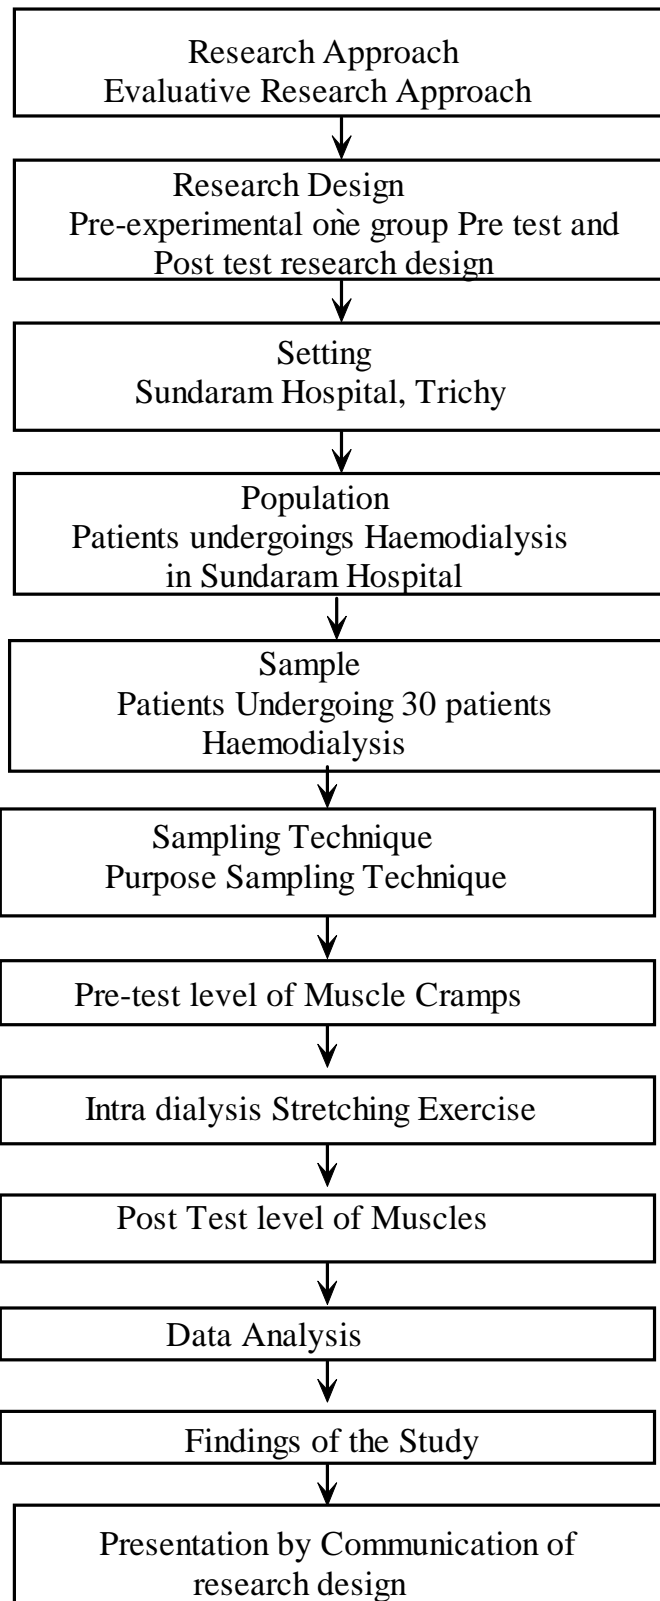 Research Approach
Evaluative Research Approach
Research Design
Pre-experimental one group Pre test and
Post test research design
Setting
Sundaram Hospital, Trichy
Population
Patients undergoings Haemodialysis
in Sundaram Hospital
Sample
Patients Undergoing 30 patients
Haemodialysis
Sampling Technique
Purpose Sampling Technique
Pre-test level of Muscle Cramps
Intra dialysis Stretching Exercise
Post Test level of Muscles
Data Analysis
Findings of the Study
Presentation by Communication of
research design